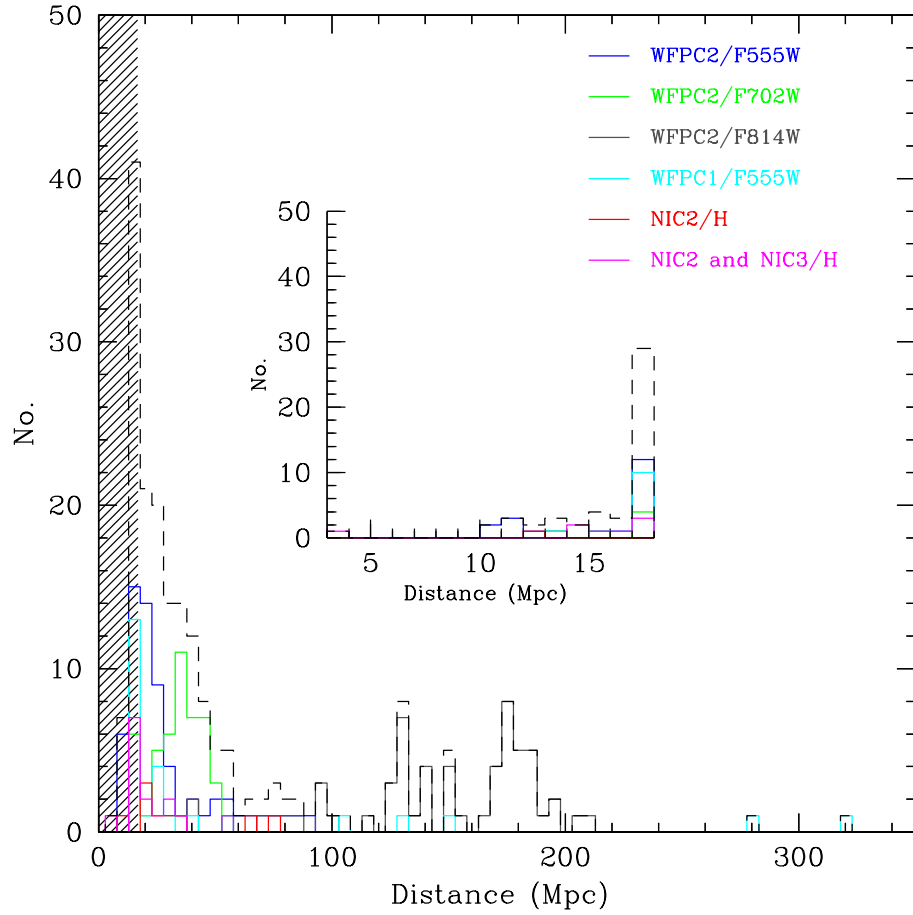 50
40
30
20
10
0
No.
0 100 200 300
Distance (Mpc)
WFPC2/F555W
WFPC2/F702W
WFPC2/F814W
WFPC1/F555W
NIC2/H
NIC2 and NIC3/H
50
40
30
20
10
0
No.
5 10 15
Distance (Mpc)